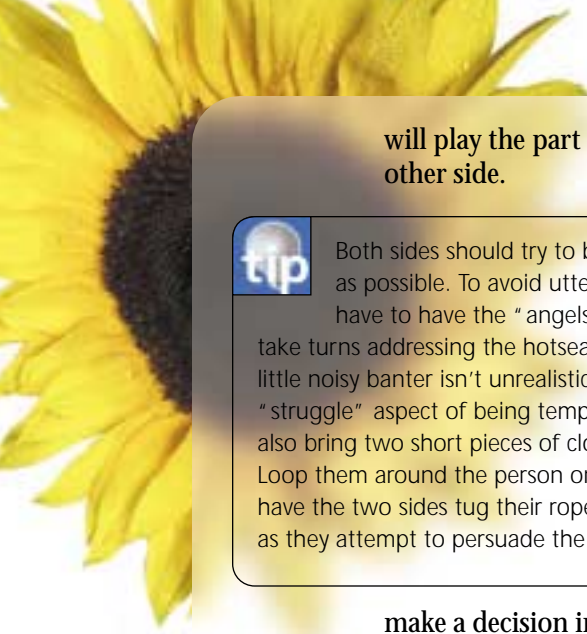 will play the part
other side.
tip
Both sides should try to b
as possible. To avoid utte
have to have the “angels
take turns addressing the hotsea
little noisy banter isn’t unrealistic
“struggle” aspect of being temp
also bring two short pieces of clo
Loop them around the person or
have the two sides tug their rope
as they attempt to persuade the
make a decision i